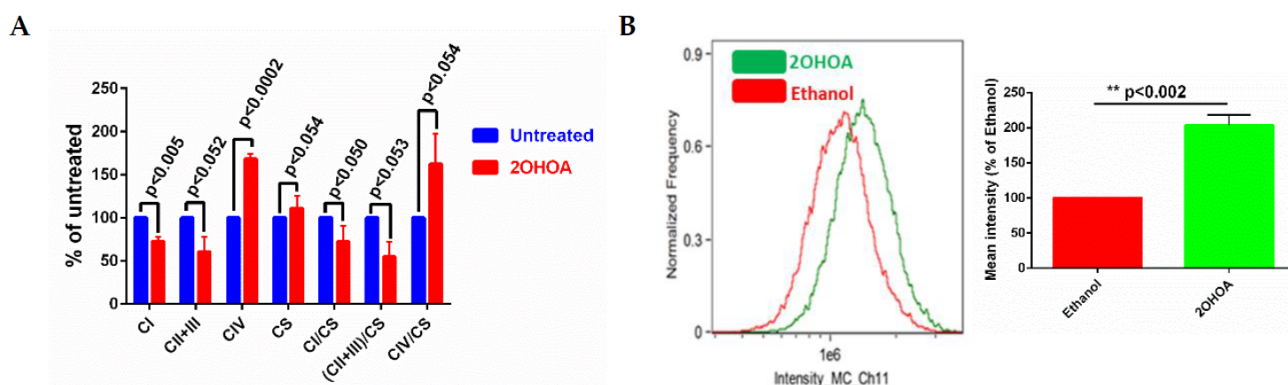 A
% of untreated
250
200
150
100
50
0
p<0.005
p<0.052
p<0.0002
p<0.054
p<0.050
p<0.053
p<0.054
Untreated
2OHOA
CI
CII+III
CIV
CS
CI/CS
(CII+III)/CS
CIV/CS
B
Normalized Frequency
0.9
0.6
0.3
0
2OHOA
Ethanol
1e6
Intensity_MC_Ch11
Mean intensity (% of Ethanol)
250
200
150
100
50
0
** p<0.002
Ethanol
2OHOA